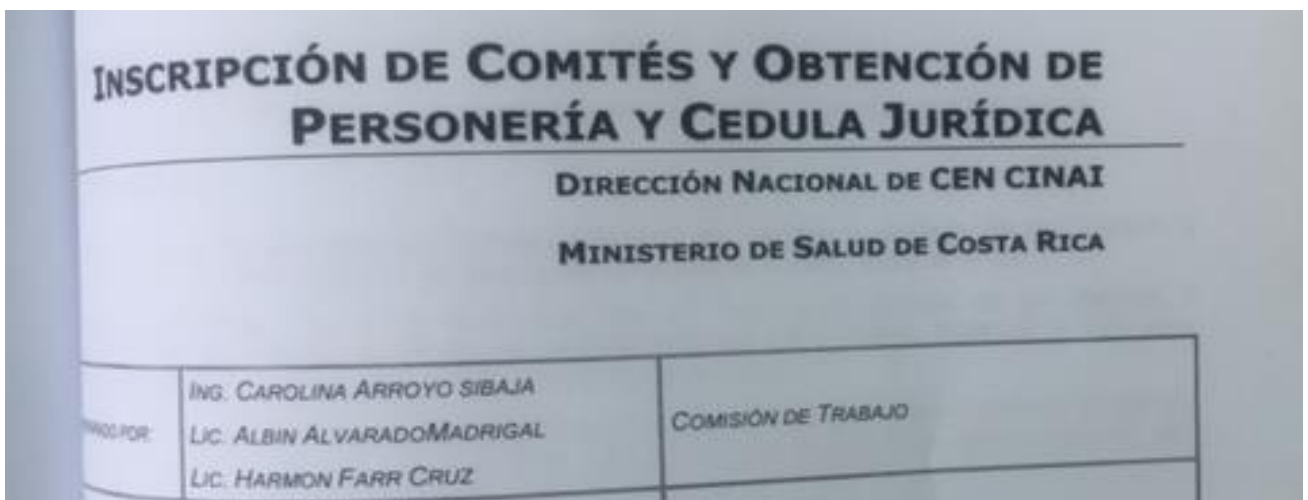 INSCRIPCIÓN DE COMITÉS Y OBTENCIÓN DE
PERSONERÍA Y CEDULA JURÍDICA
DIRECCIÓN NACIONAL DE CEN CINAI
MINISTERIO DE SALUD DE COSTA RICA
ING. CAROLINA ARROYO SIBAJA
POR:
LIC. ALBIN ALVARADOMADRIGAL
COMISIÓN DE TRABAJO
LIC. HARMON FARR CRUZ